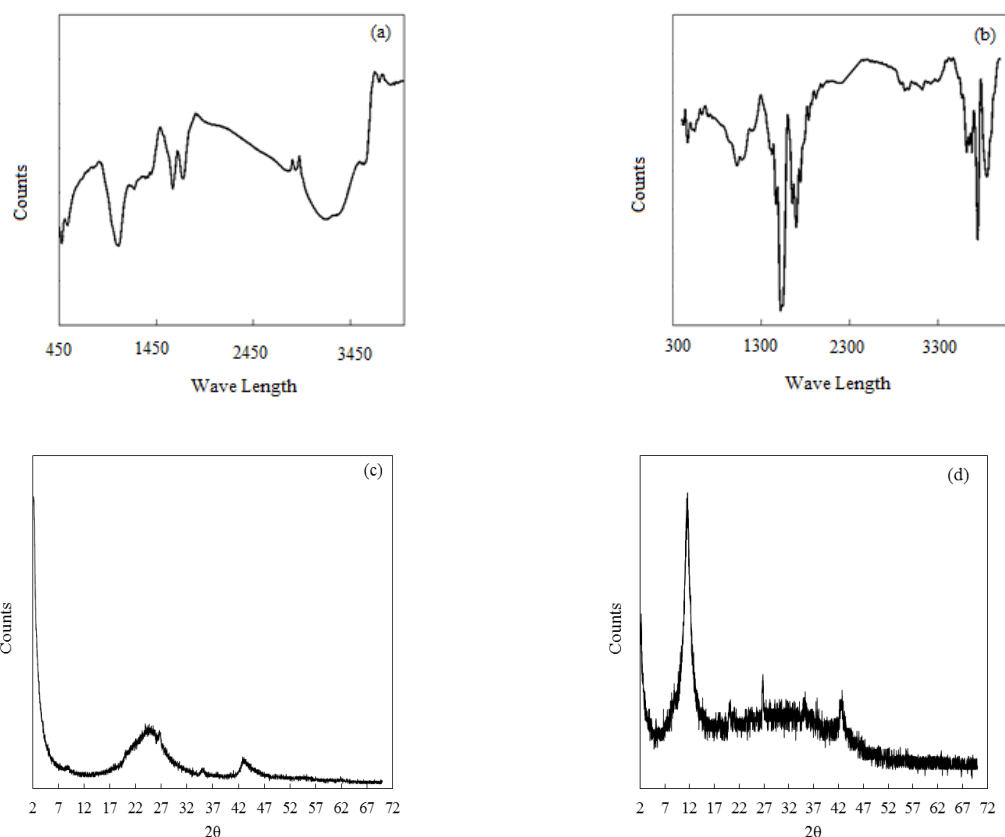 (a)
Counts
450 1450 2450 3450
Wave Length
(b)
Counts
300 1300 2300 3300
Wave Length
(c)
Counts
2 7 12 17 22 27 32 37 42 47 52 57 62 67 72
2θ
(d)
Counts
2 7 12 17 22 27 32 37 42 47 52 57 62 67 72
2θ